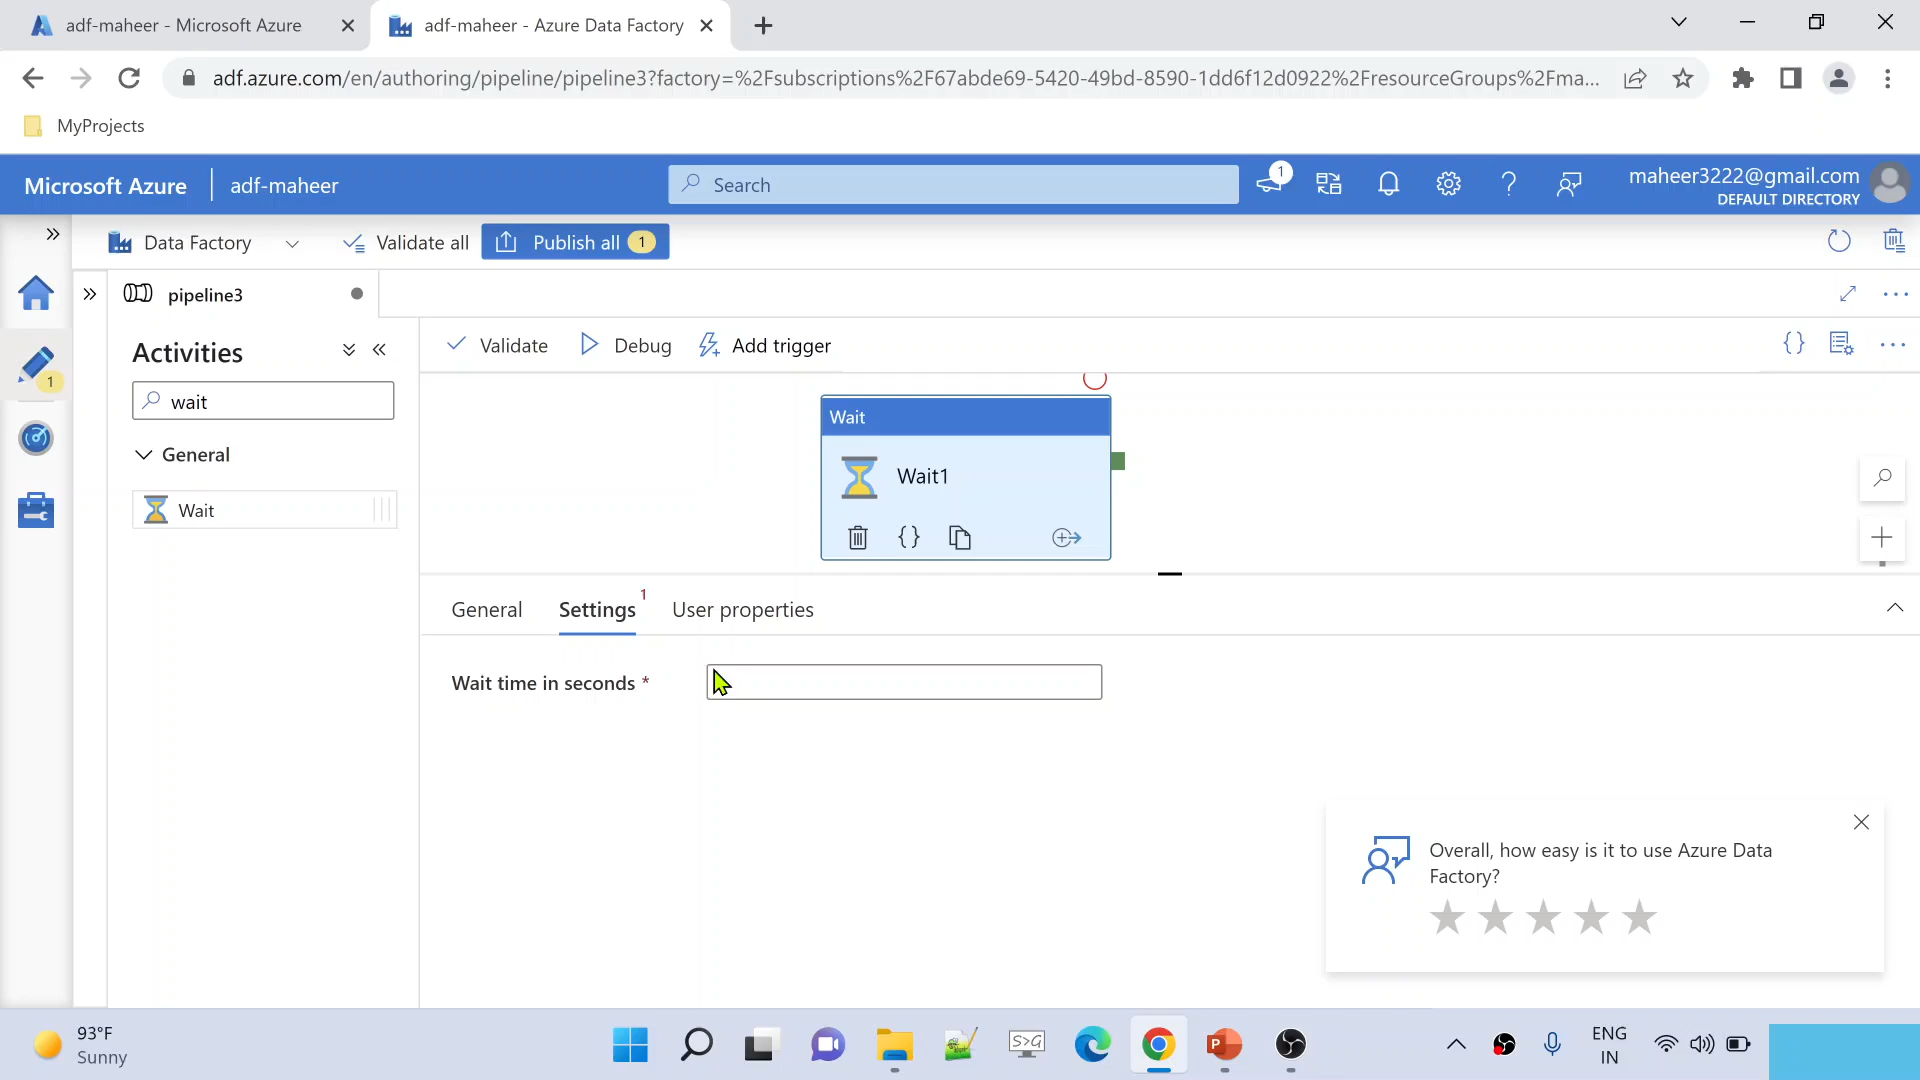 adf-maheer - Microsoft Azure
adf-maheer - Azure Data Factory
adf.azure.com/en/authoring/pipeline/pipeline3?factory=%2Fsubscriptions%2F67abde69-5420-49bd-8590-1dd6f12d0922%2FresourceGroups%2Fma...
MyProjects
Microsoft Azure
adf-maheer
Search
1
maheer3222@gmail.com
DEFAULT DIRECTORY
Data Factory
Validate all
Publish all 1
pipeline3
1
Activities
wait
General
Wait
Validate
Debug
Add trigger
Wait
Wait1
General
Settings 1
User properties
Wait time in seconds *
Overall, how easy is it to use Azure Data
Factory?
93°F
Sunny
S>G
P
ENG
IN